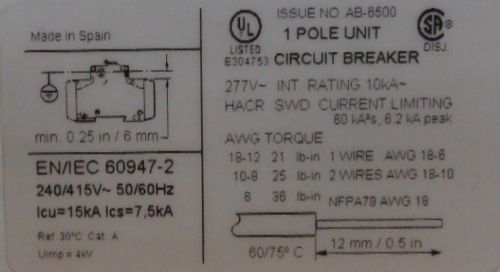 Made in Spain
min. 0.25 in / 6 mm
EN/IEC 60947-2
240/415V~ 50/60Hz
Icu=15kA Ics=7,5kA
Ref. 30°C Cat. A
Uimp = 4kV
UL
LISTED
E304753
ISSUE NO AB-6500
1 POLE UNIT
CIRCUIT BREAKER
SA
DISJ.
277V~ INT. RATING 10kA~
HACR SWD CURRENT LIMITING
60 kA²s, 6.2 kA peak
AWG TORQUE
18-12 21 lb-in 1 WIRE AWG 18-6
10-8 25 lb-in 2 WIRES AWG 18-10
6 36 lb-in NFPA79 AWG 18
60/75° C
12 mm / 0.5 in